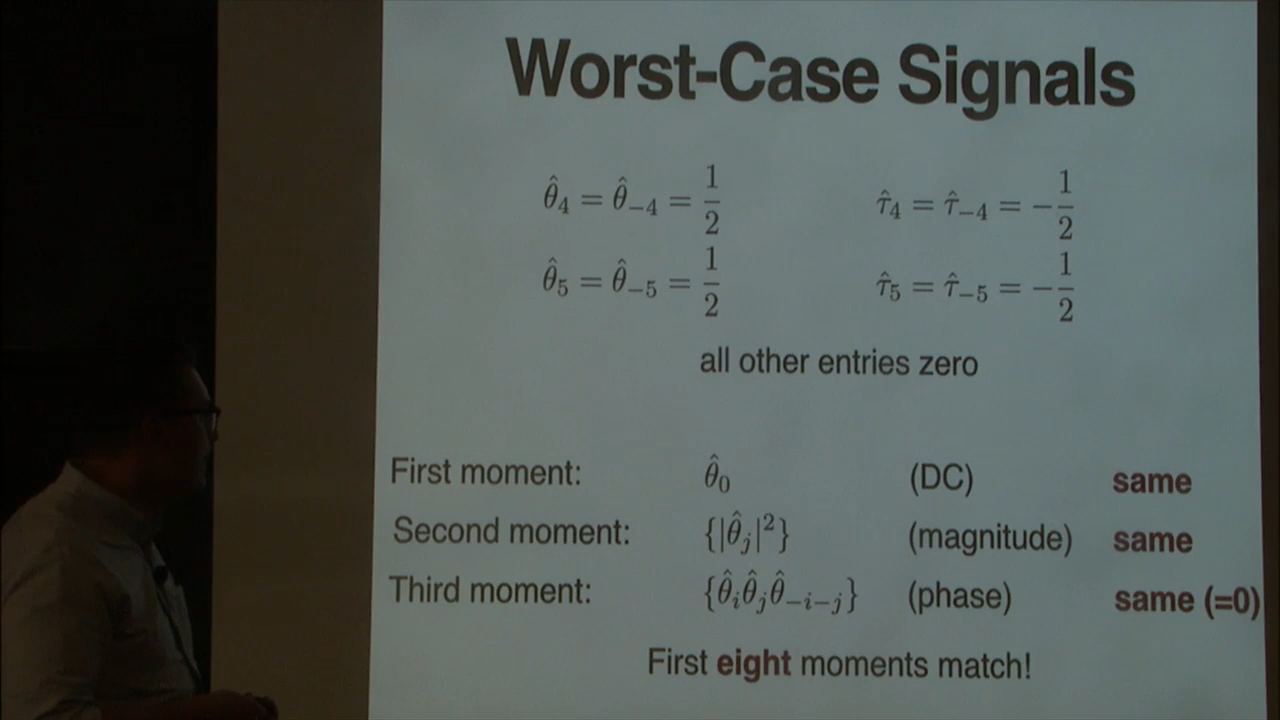 Worst-Case Signals
θ̂₄ = θ̂₋₄ = 1/2 τ̂₄ = τ̂₋₄ = −1/2
θ̂₅ = θ̂₋₅ = 1/2 τ̂₅ = τ̂₋₅ = −1/2
all other entries zero
First moment: θ̂₀ (DC) same
Second moment: {|θ̂ⱼ|²} (magnitude) same
Third moment: {θ̂ᵢθ̂ⱼθ̂₋ᵢ₋ⱼ} (phase) same (=0)
First eight moments match!